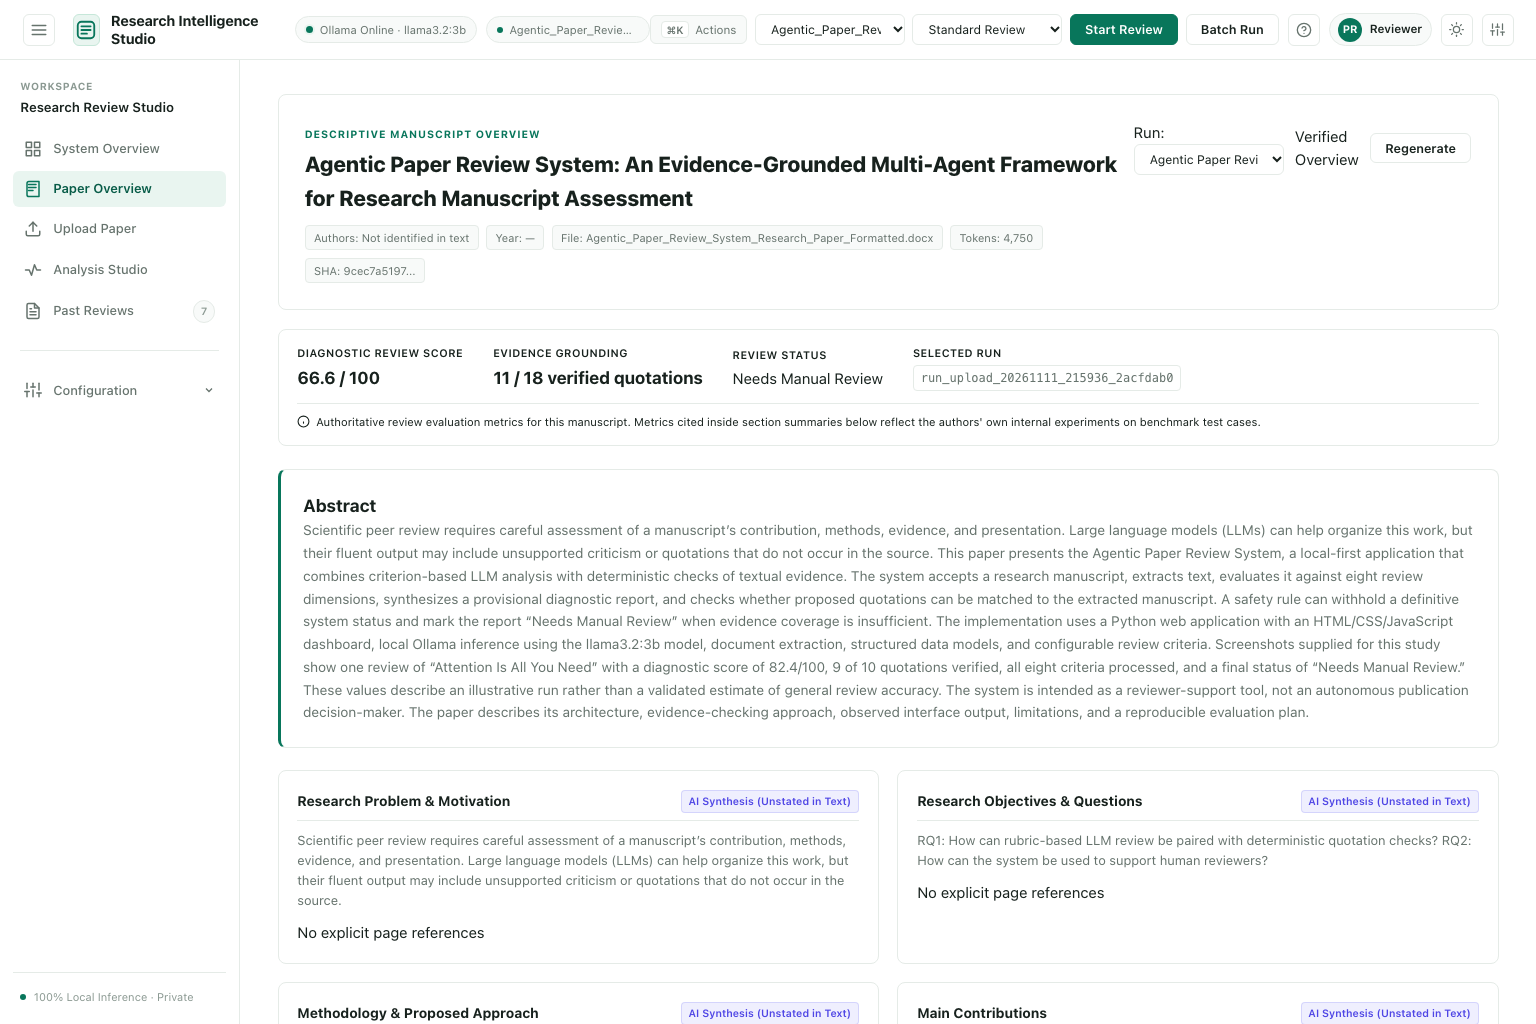 Research Intelligence Studio
Ollama Online · llama3.2:3b
Agentic_Paper_Revie...
⌘K Actions
Agentic_Paper_Rev
Standard Review
Start Review
Batch Run
PR Reviewer
WORKSPACE
Research Review Studio
System Overview
Paper Overview
Upload Paper
Analysis Studio
Past Reviews 7
Configuration
100% Local Inference · Private
DESCRIPTIVE MANUSCRIPT OVERVIEW
Agentic Paper Review System: An Evidence-Grounded Multi-Agent Framework
for Research Manuscript Assessment
Authors: Not identified in text
Year: —
File: Agentic_Paper_Review_System_Research_Paper_Formatted.docx
Tokens: 4,750
SHA: 9cec7a5197...
Run:
Agentic Paper Revi
Verified
Overview
Regenerate
DIAGNOSTIC REVIEW SCORE
66.6 / 100
EVIDENCE GROUNDING
11 / 18 verified quotations
REVIEW STATUS
Needs Manual Review
SELECTED RUN
run_upload_20261111_215936_2acfdab0
Authoritative review evaluation metrics for this manuscript. Metrics cited inside section summaries below reflect the authors' own internal experiments on benchmark test cases.
Abstract
Scientific peer review requires careful assessment of a manuscript’s contribution, methods, evidence, and presentation. Large language models (LLMs) can help organize this work, but
their fluent output may include unsupported criticism or quotations that do not occur in the source. This paper presents the Agentic Paper Review System, a local-first application that
combines criterion-based LLM analysis with deterministic checks of textual evidence. The system accepts a research manuscript, extracts text, evaluates it against eight review
dimensions, synthesizes a provisional diagnostic report, and checks whether proposed quotations can be matched to the extracted manuscript. A safety rule can withhold a definitive
system status and mark the report “Needs Manual Review” when evidence coverage is insufficient. The implementation uses a Python web application with an HTML/CSS/JavaScript
dashboard, local Ollama inference using the llama3.2:3b model, document extraction, structured data models, and configurable review criteria. Screenshots supplied for this study
show one review of “Attention Is All You Need” with a diagnostic score of 82.4/100, 9 of 10 quotations verified, all eight criteria processed, and a final status of “Needs Manual Review.”
These values describe an illustrative run rather than a validated estimate of general review accuracy. The system is intended as a reviewer-support tool, not an autonomous publication
decision-maker. The paper describes its architecture, evidence-checking approach, observed interface output, limitations, and a reproducible evaluation plan.
Research Problem & Motivation
AI Synthesis (Unstated in Text)
Scientific peer review requires careful assessment of a manuscript’s contribution, methods,
evidence, and presentation. Large language models (LLMs) can help organize this work, but
their fluent output may include unsupported criticism or quotations that do not occur in the
source.
No explicit page references
Research Objectives & Questions
AI Synthesis (Unstated in Text)
RQ1: How can rubric-based LLM review be paired with deterministic quotation checks? RQ2:
How can the system be used to support human reviewers?
No explicit page references
Methodology & Proposed Approach
AI Synthesis (Unstated in Text)
Main Contributions
AI Synthesis (Unstated in Text)